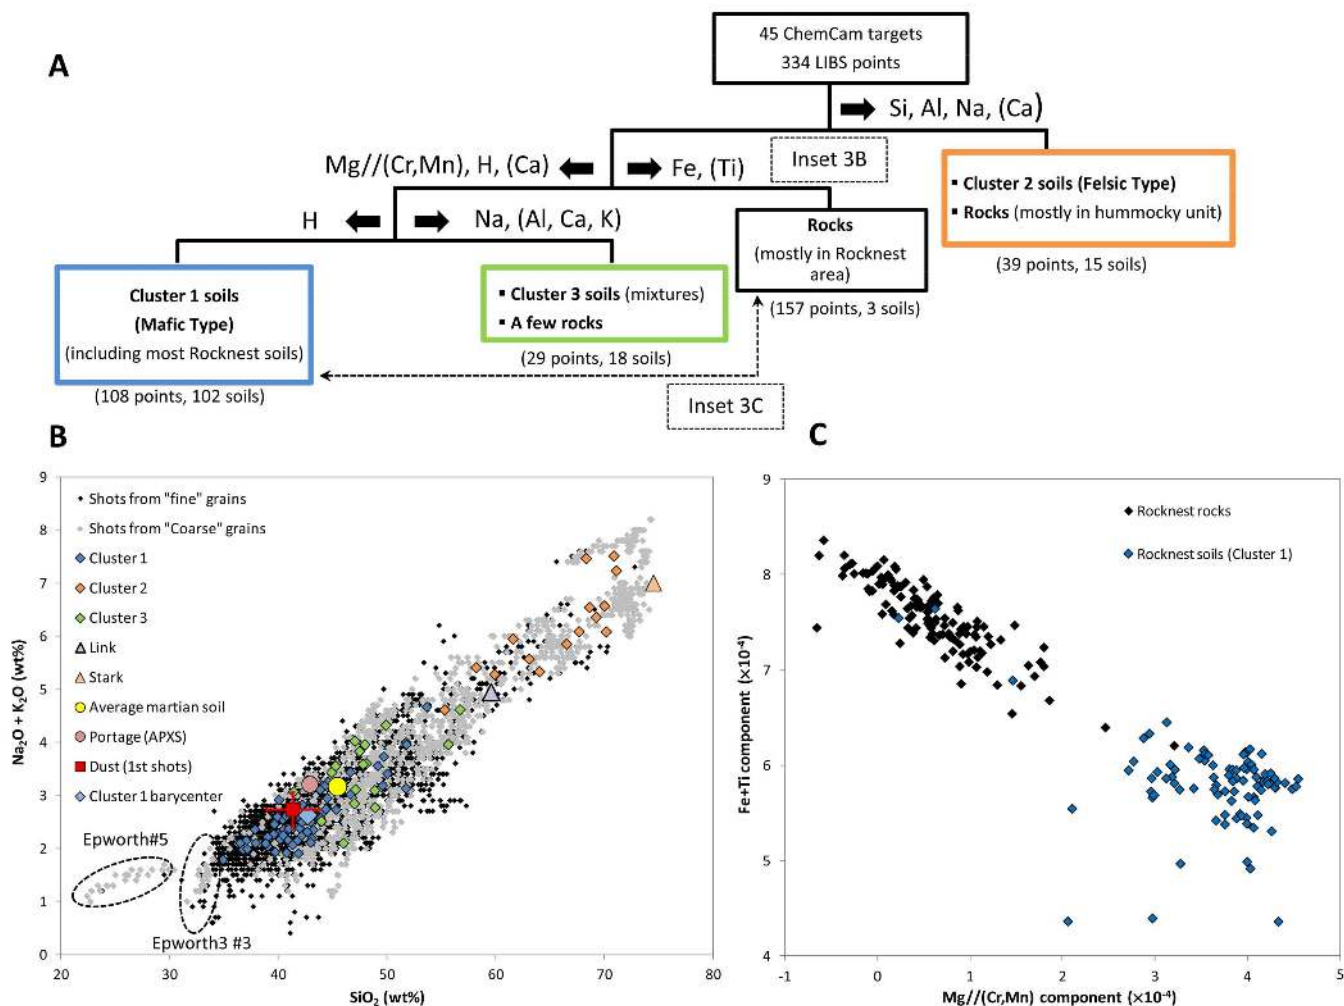 A
45 ChemCam targets
334 LIBS points
Si, Al, Na, (Ca)
Inset 3B
Mg//(Cr,Mn), H, (Ca)
Fe, (Ti)
▪ Cluster 2 soils (Felsic Type)
▪ Rocks (mostly in hummocky unit)
(39 points, 15 soils)
H
Na, (Al, Ca, K)
Rocks
(mostly in Rocknest
area)
(157 points, 3 soils)
Cluster 1 soils
(Mafic Type)
(including most Rocknest soils)
(108 points, 102 soils)
▪ Cluster 3 soils (mixtures)
▪ A few rocks
(29 points, 18 soils)
Inset 3C
B
9
8
7
6
5
4
3
2
1
0
Na₂O + K₂O (wt%)
Shots from "fine" grains
Shots from "Coarse" grains
Cluster 1
Cluster 2
Cluster 3
Link
Stark
Average martian soil
Portage (APXS)
Dust (1st shots)
Cluster 1 barycenter
Epworth#5
Epworth3 #3
20 30 40 50 60 70 80
SiO₂ (wt%)
C
9
8
7
6
5
4
Fe+Ti component (×10⁻⁴)
Rocknest rocks
Rocknest soils (Cluster 1)
-1 0 1 2 3 4 5
Mg//(Cr,Mn) component (×10⁻⁴)